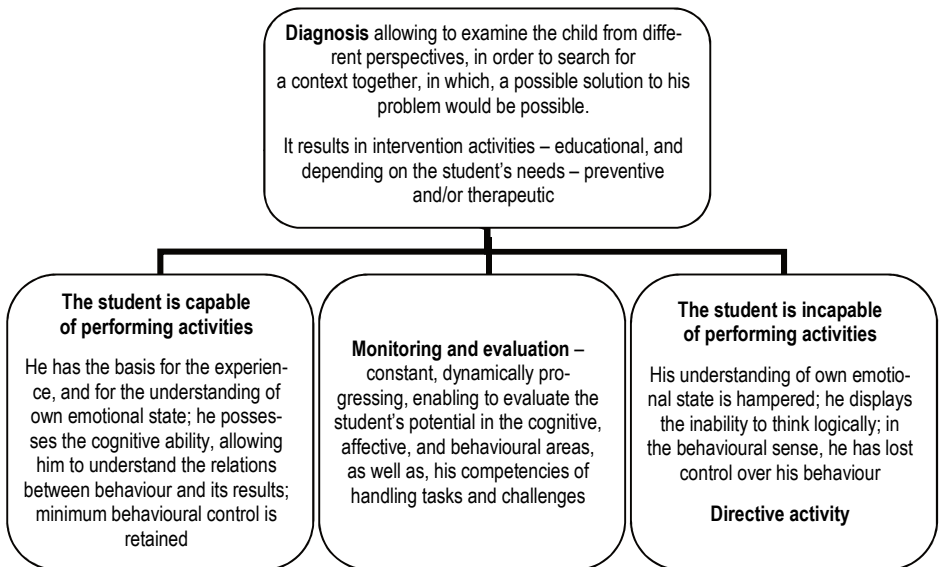 Diagnosis allowing to examine the child from diffe-
rent perspectives, in order to search for
a context together, in which, a possible solution to his
problem would be possible.
It results in intervention activities – educational, and
depending on the student’s needs – preventive
and/or therapeutic
The student is capable
of performing activities
He has the basis for the experien-
ce, and for the understanding of
own emotional state; he posses-
ses the cognitive ability, allowing
him to understand the relations
between behaviour and its results;
minimum behavioural control is
retained
Monitoring and evaluation –
constant, dynamically pro-
gressing, enabling to evaluate the
student’s potential in the cognitive,
affective, and behavioural areas,
as well as, his competencies of
handling tasks and challenges
The student is incapable
of performing activities
His understanding of own emotio-
nal state is hampered; he displays
the inability to think logically; in
the behavioural sense, he has lost
control over his behaviour
Directive activity